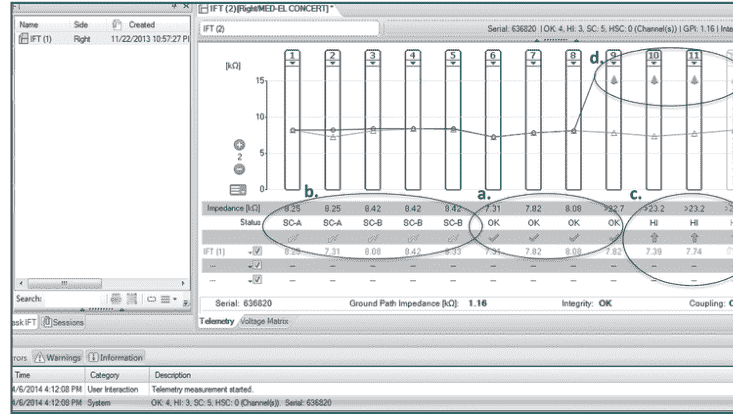 IFT (2)[Right/MED-EL CONCERT]*
Name Side Created
IFT (1) Right 11/22/2013 10:57:27 PI
IFT (2)
Serial: 636820 | OK: 4, HI: 3, SC: 5, HSC: 0 (Channel(s)) | GPI: 1.16 | Inte
1 2 3 4 5 6 7 8 9 10 11
d.
[kΩ]
15
10
5
0
2
b. a. c.
Impedance [kΩ] 8.25 8.25 8.42 8.42 8.42 7.31 7.82 8.08 >22.7 >23.2 >23.2 >2
Status SC-A SC-A SC-B SC-B SC-B OK OK OK OK HI HI
IFT (1) 8.25 7.31 8.08 8.42 8.33 7.31 7.82 8.08 7.82 7.39 7.74
... – – – – – – – – – – –
... – – – – – – – – – – –
Search:
Serial: 636820 Ground Path Impedance [kΩ]: 1.16 Integrity: OK Coupling: C
ask IFT Sessions
Telemetry Voltage Matrix
rrors Warnings Information
Time Category Description
4/6/2014 4:12:08 PM User Interaction Telemetry measurement started.
4/6/2014 4:12:09 PM System OK: 4, HI: 3, SC: 5, HSC: 0 (Channel(s)). Serial: 636820